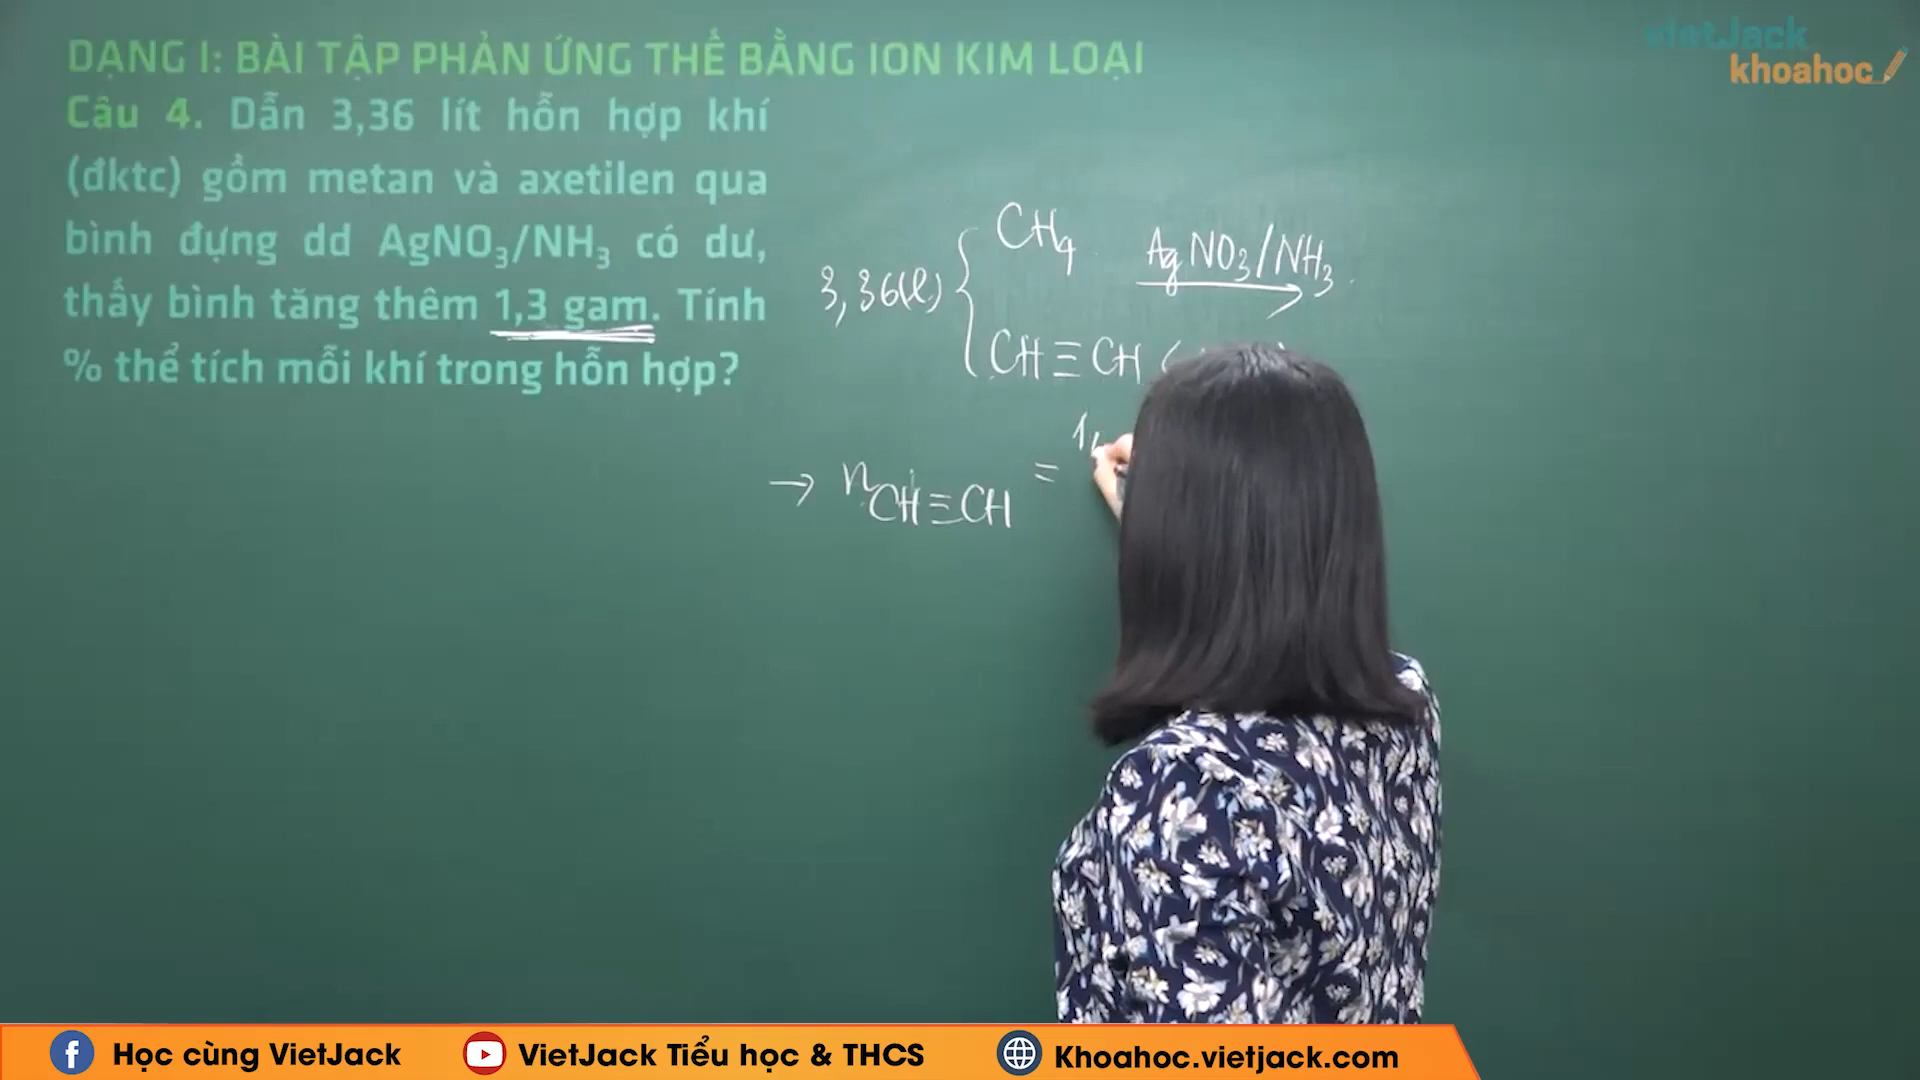 DẠNG I: BÀI TẬP PHẢN ỨNG THẾ BẰNG ION KIM LOẠI
Câu 4. Dẫn 3,36 lít hỗn hợp khí
(đktc) gồm metan và axetilen qua
bình đựng dd AgNO₃/NH₃ có dư,
thấy bình tăng thêm 1,3 gam. Tính
% thể tích mỗi khí trong hỗn hợp?
vietJack
khoahoc
CH₄ AgNO₃/NH₃
3,36(l)
CH≡CH (
→ nCH≡CH = 1,
Học cùng VietJack
VietJack Tiểu học & THCS
Khoahoc.vietjack.com